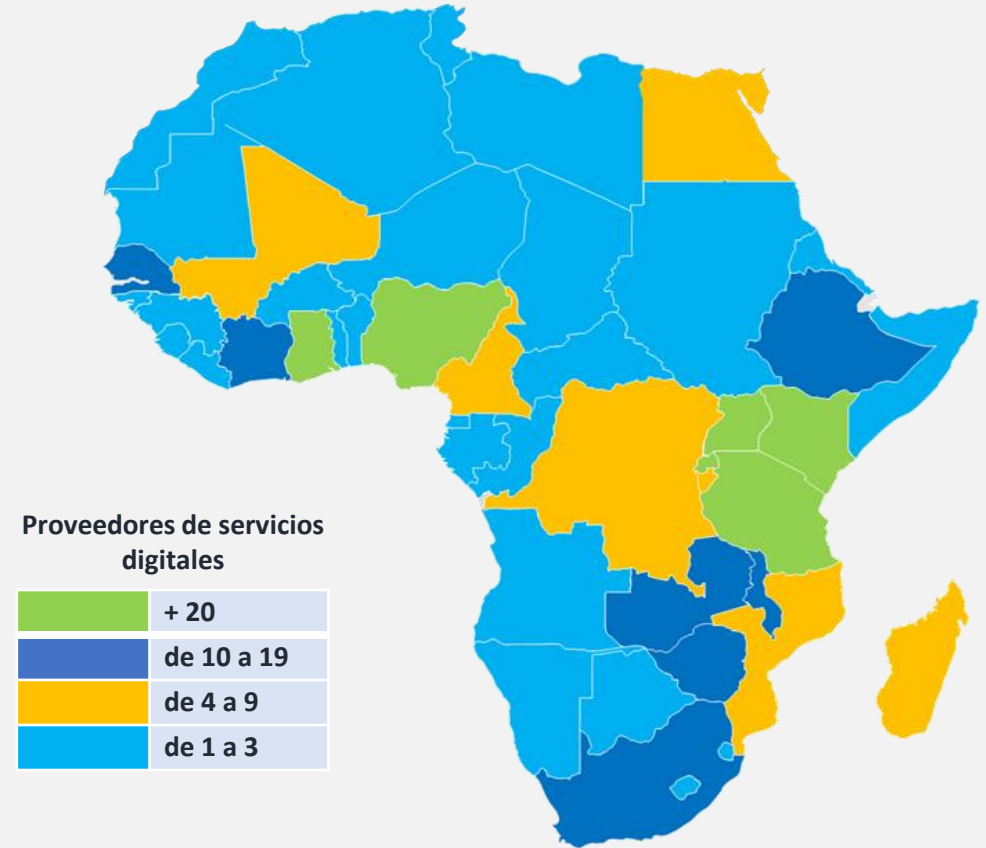 Proveedores de servicios
digitales
+ 20
de 10 a 19
de 4 a 9
de 1 a 3